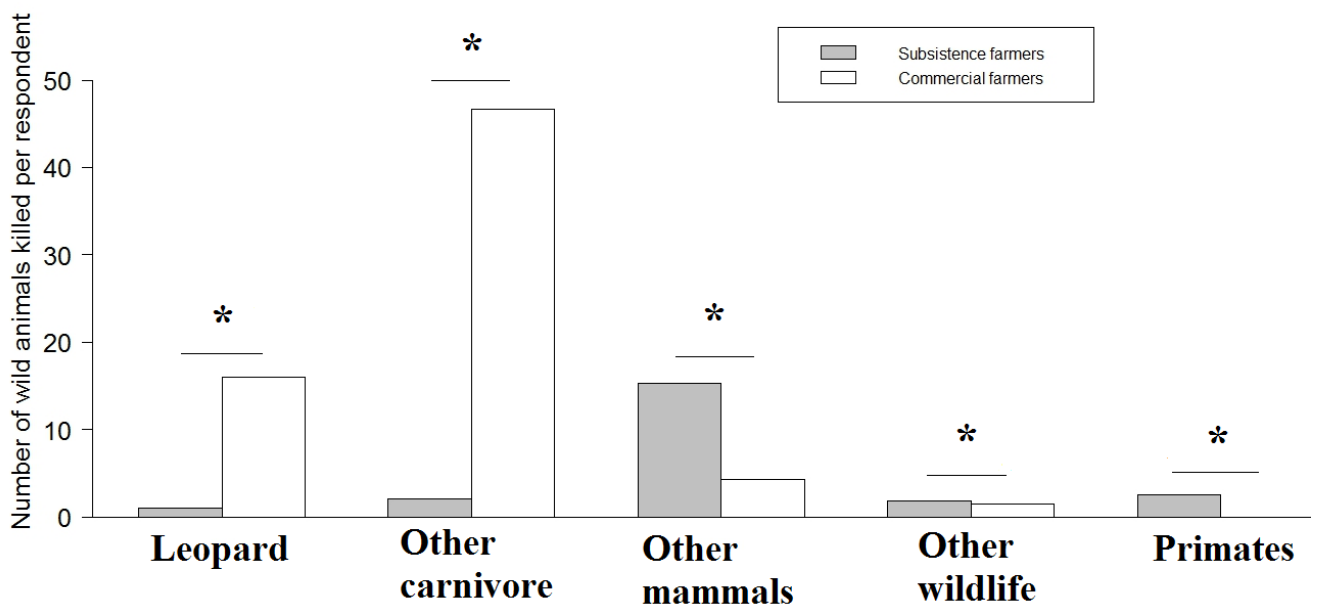 Number of wild animals killed per respondent
50
40
30
20
10
0
*
*
*
*
*
Subsistence farmers
Commercial farmers
Leopard
Other
carnivore
Other
mammals
Other
wildlife
Primates